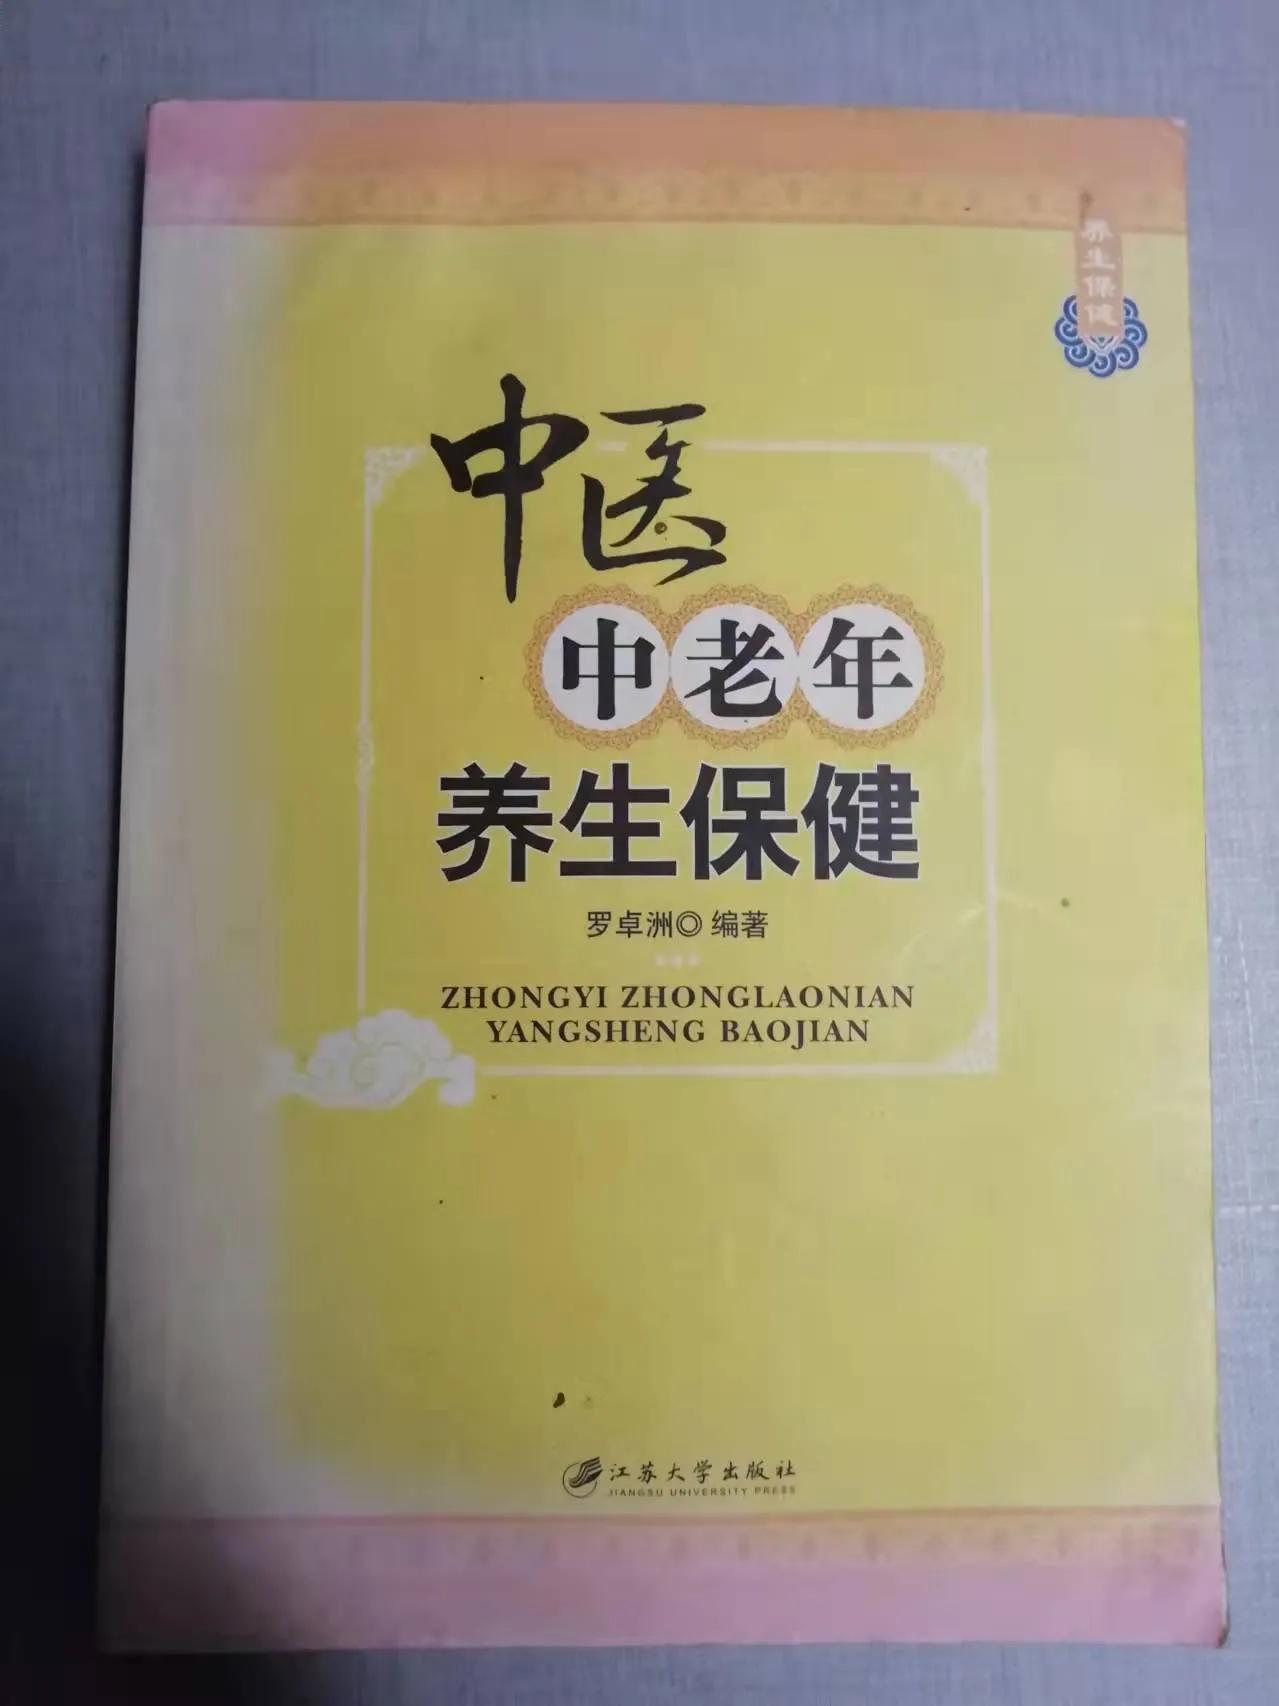 养生保健
中医
中老年
养生保健
罗卓洲◎编著
ZHONGYI ZHONGLAONIAN
YANGSHENG BAOJIAN
江苏大学出版社
JIANGSU UNIVERSITY PRESS